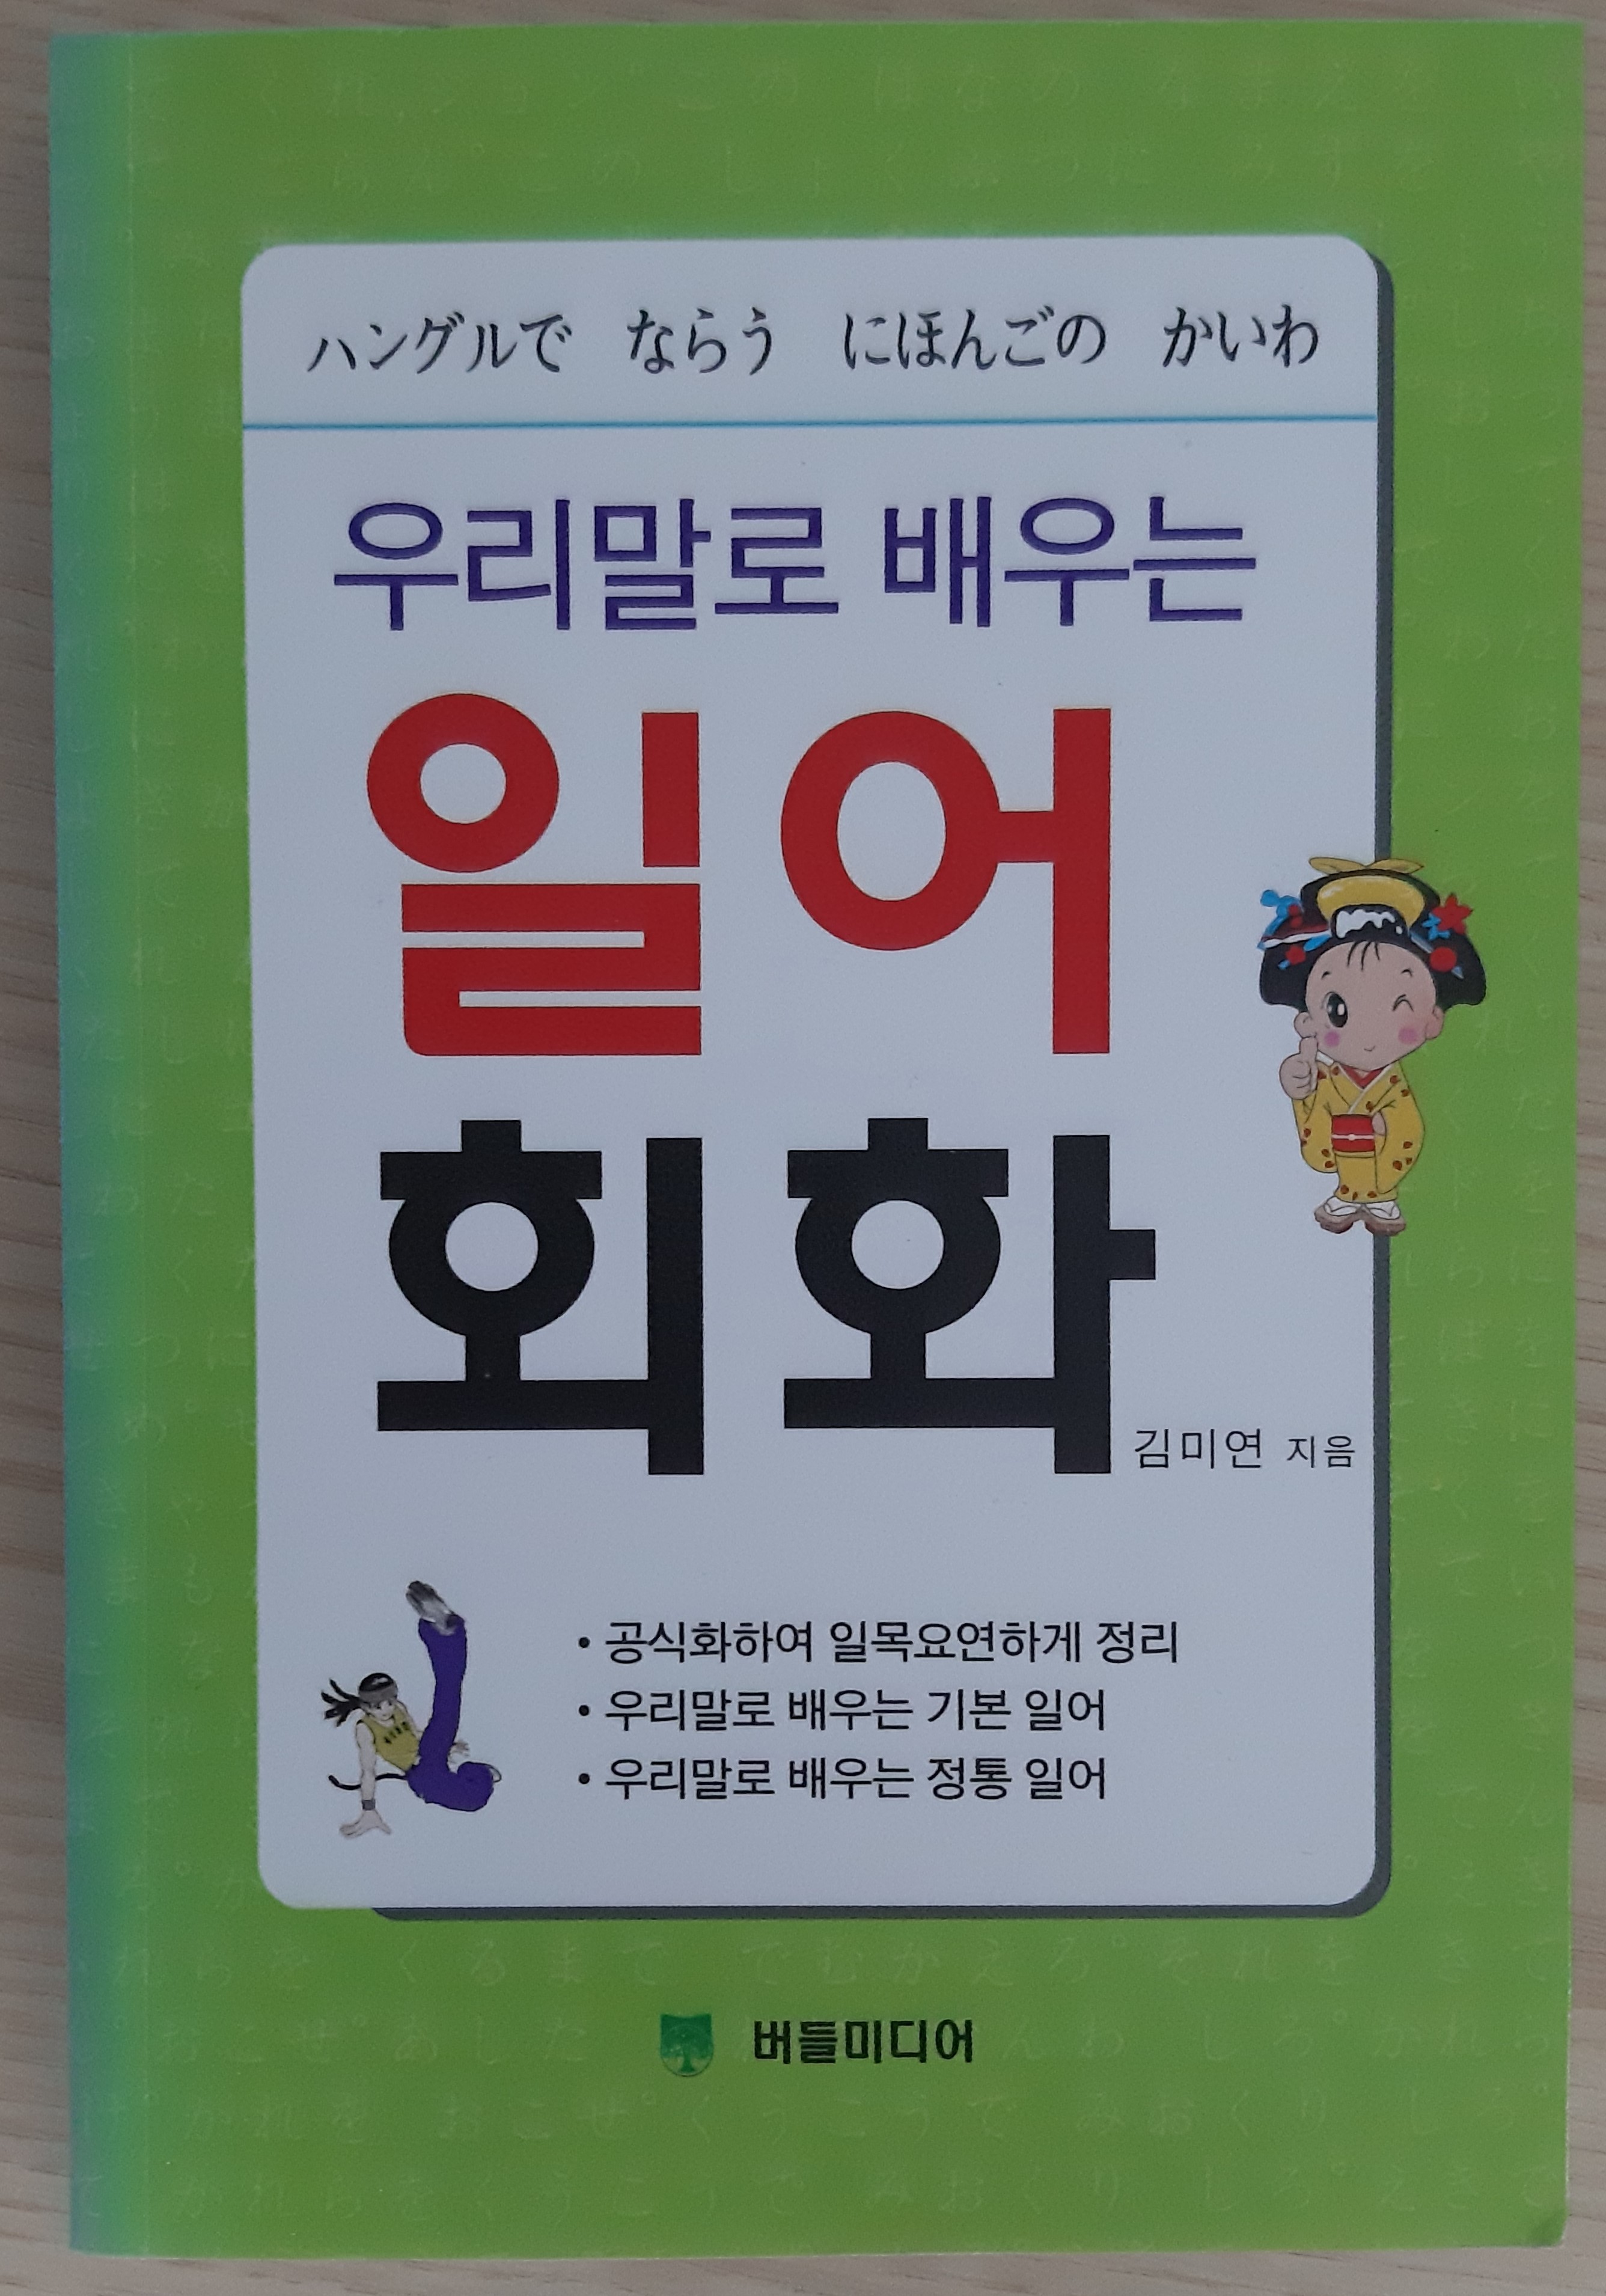 ハングルで ならう にほんごの かいわ
우리말로 배우는
일어
회화
김미연 지음
• 공식화하여 일목요연하게 정리
• 우리말로 배우는 기본 일어
• 우리말로 배우는 정통 일어
버들미디어